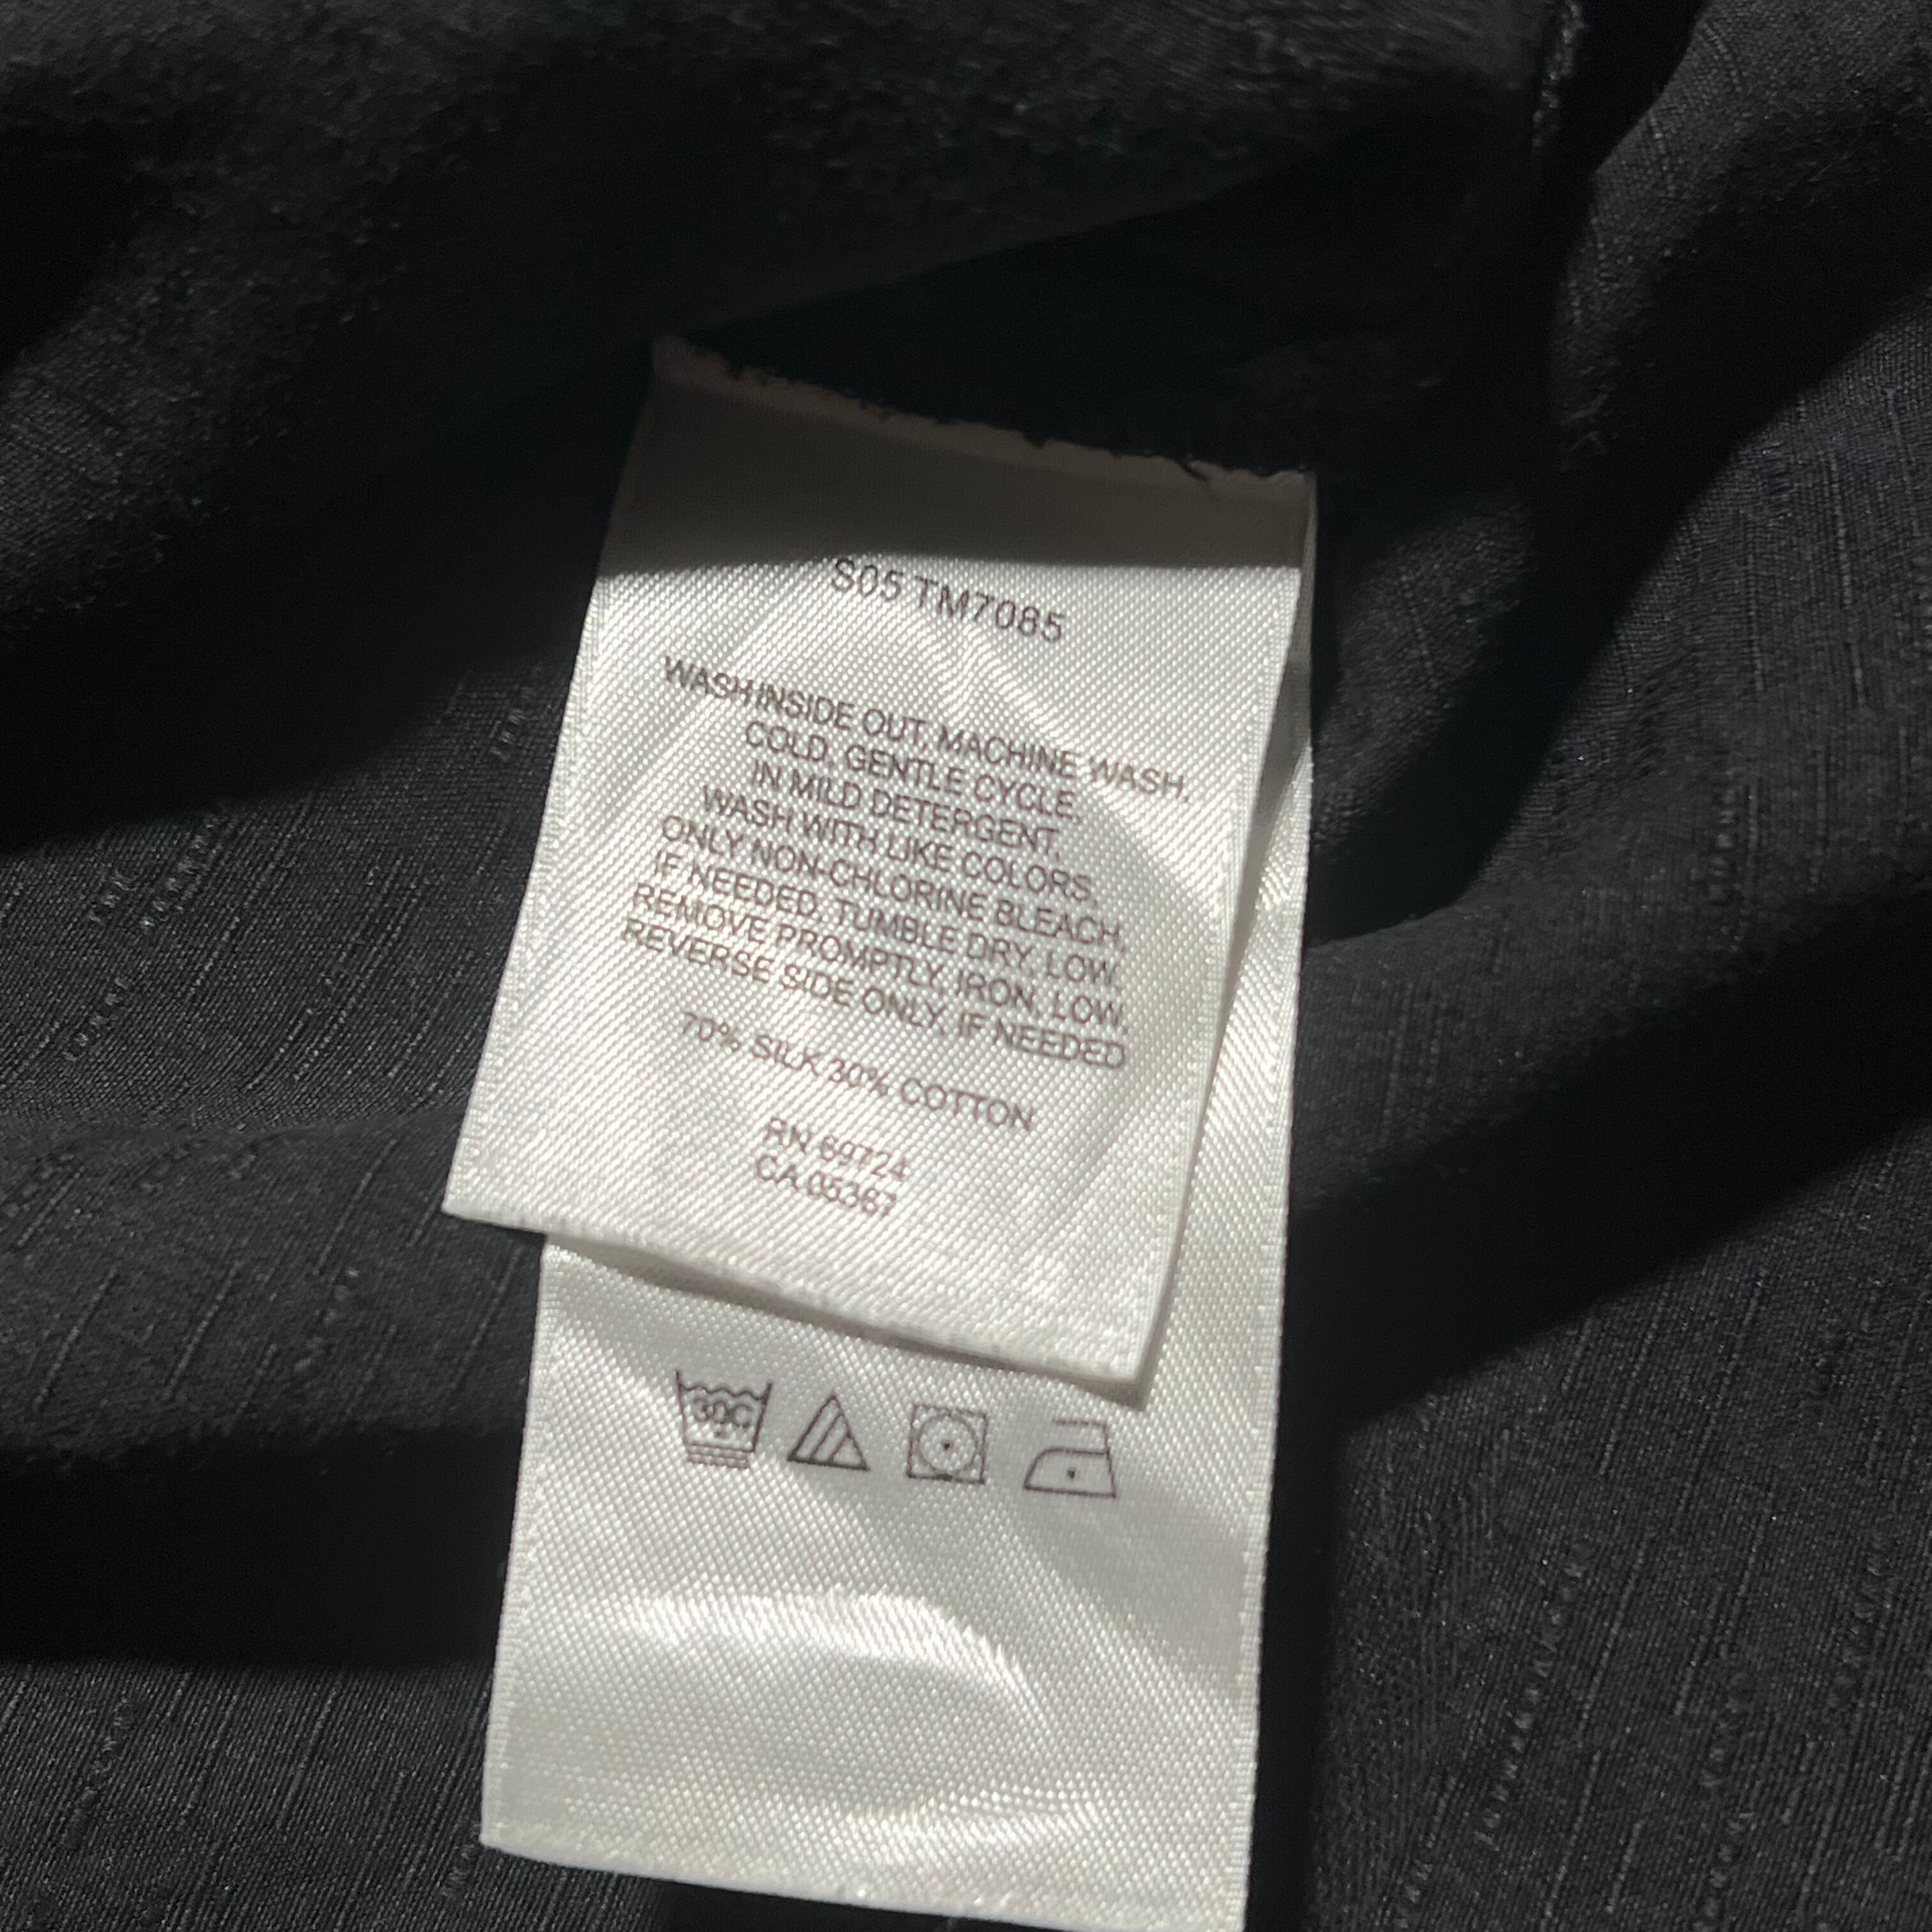 S05 TM7085
WASH INSIDE OUT, MACHINE WASH,
COLD, GENTLE CYCLE
IN MILD DETERGENT,
WASH WITH LIKE COLORS,
ONLY NON-CHLORINE BLEACH,
IF NEEDED, TUMBLE DRY, LOW,
REMOVE PROMPTLY, IRON, LOW,
REVERSE SIDE ONLY, IF NEEDED
70% SILK 30% COTTON
RN 69724
CA 05367
30C